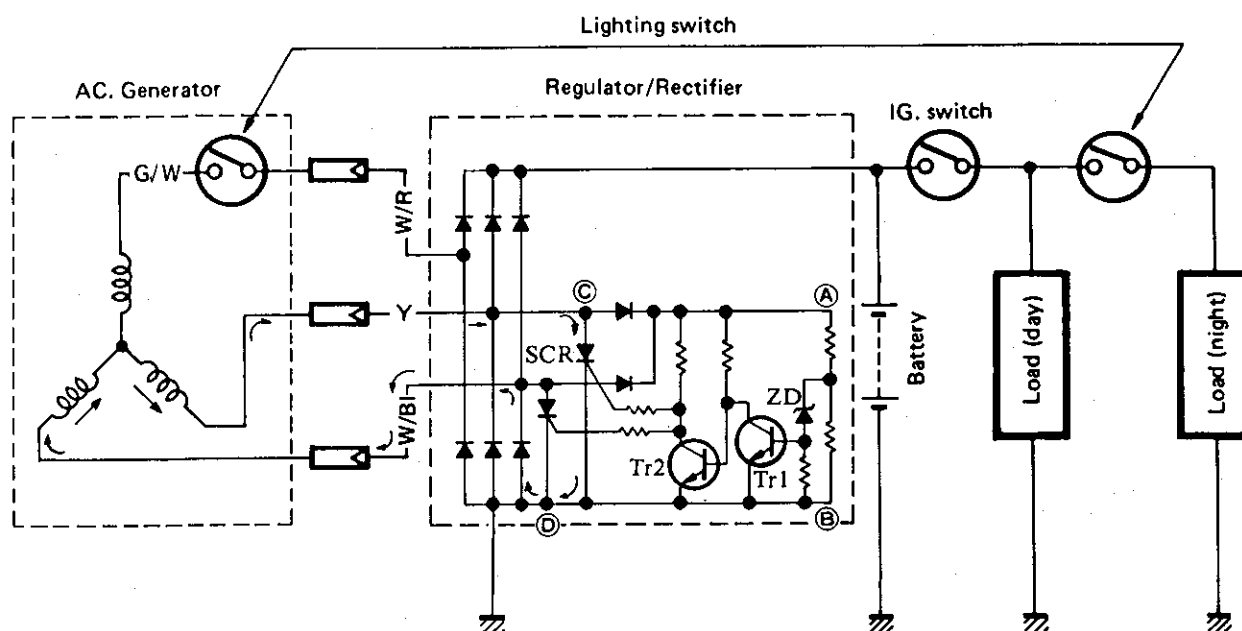 Lighting switch
AC. Generator
Regulator/Rectifier
IG. switch
G/W
W/R
Y
C
A
SCR
W/Bl
ZD
Tr2
Tr1
D
B
Battery
Load (day)
Load (night)